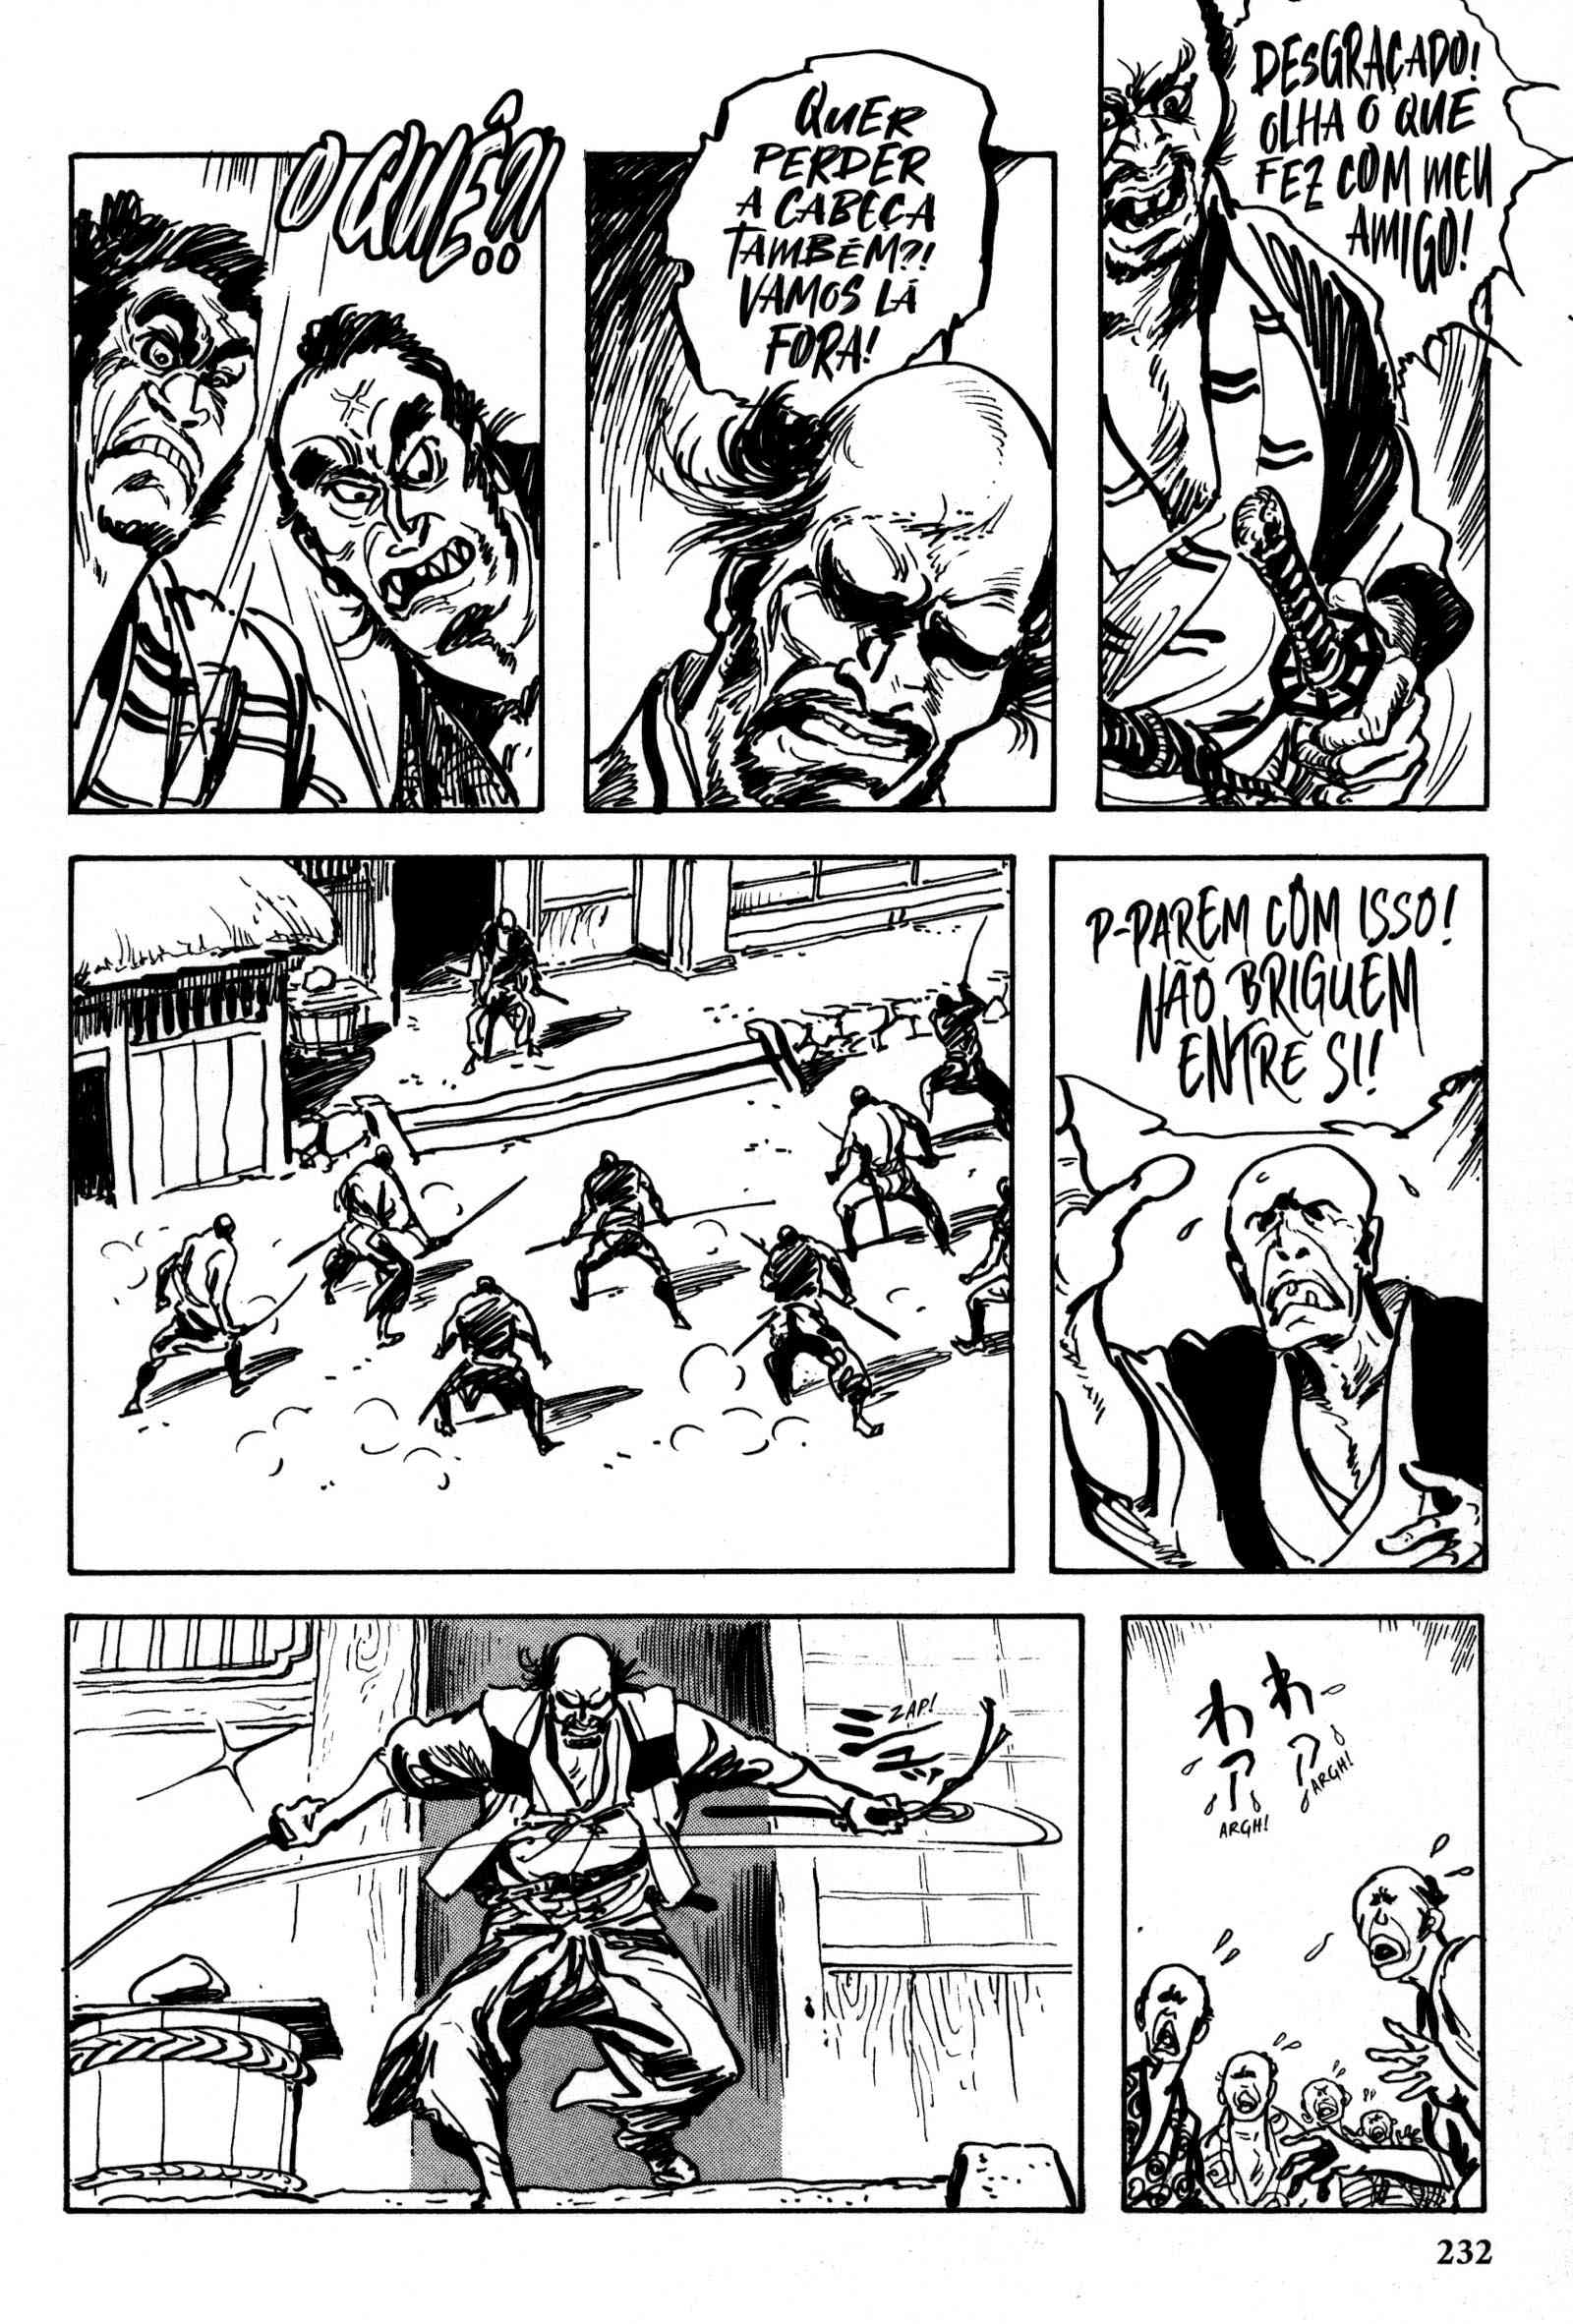 DESGRAÇADO!
OLHA O QUE
FEZ COM MEU
AMIGO!
QUER
PERDER
A CABEÇA
TAMBÉM?!
VAMOS LÁ
FORA!
O QUÊ?!
P-PAREM COM ISSO!
NÃO BRIGUEM
ENTRE SI!
わ
ア
わ
ア
ARGH!
ARGH!
ZAP!
232